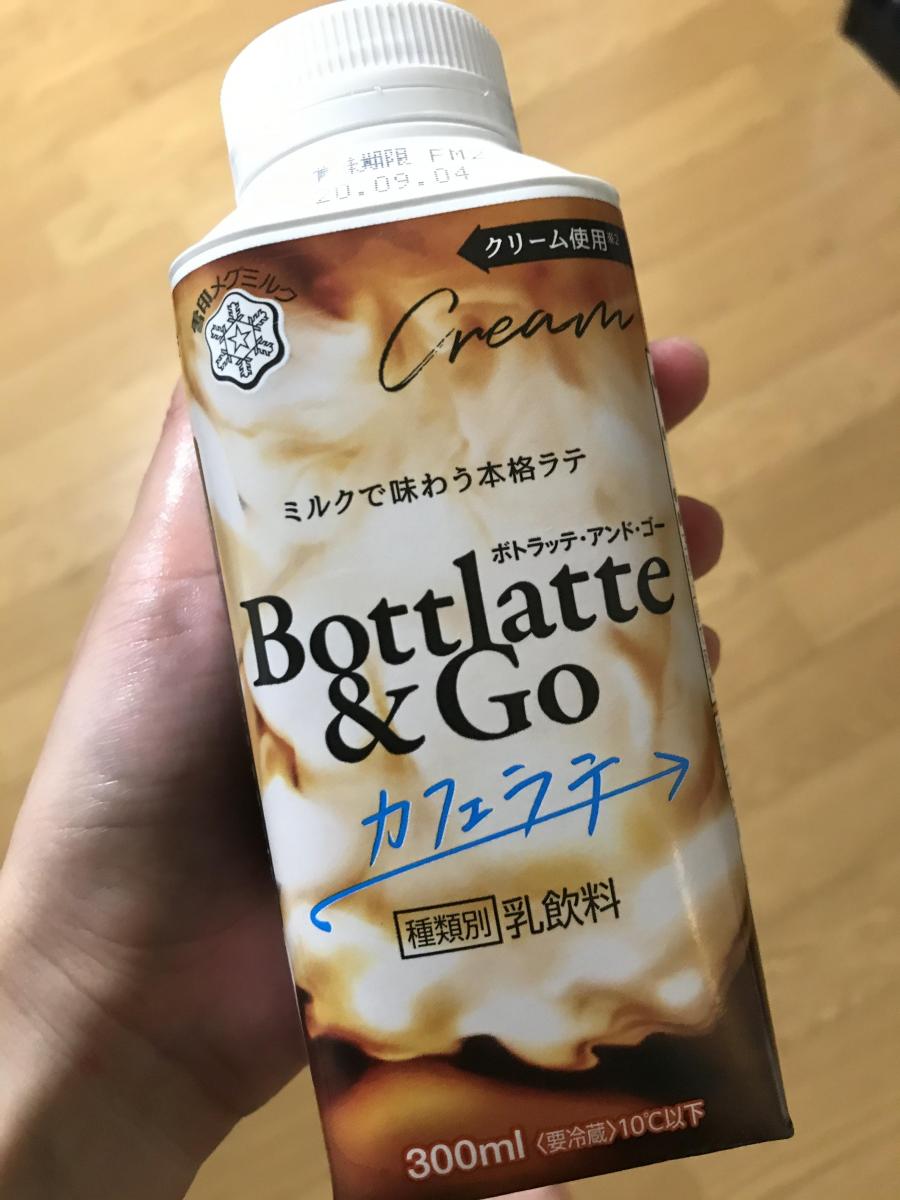 期限 FM2
20.09.04
クリーム使用※2
雪印メグミルク
Cream
ミルクで味わう本格ラテ
ボトラッテ・アンド・ゴー
Bottlatte
&Go
カフェラテ
種類別 乳飲料
300ml〈要冷蔵〉10℃以下